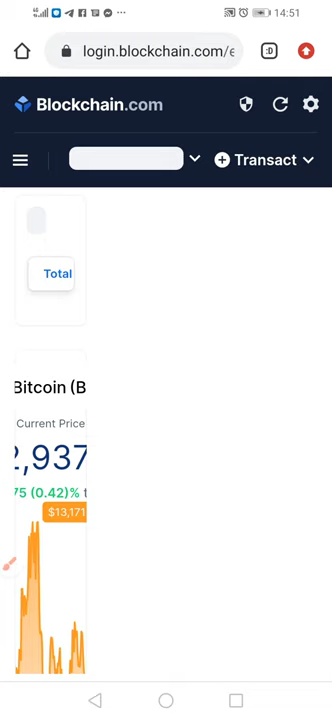 14:51
login.blockchain.com/e
:D
Blockchain.com
Transact
Total
Bitcoin (B
Current Price
2,937
75 (0.42)% t
$13,171